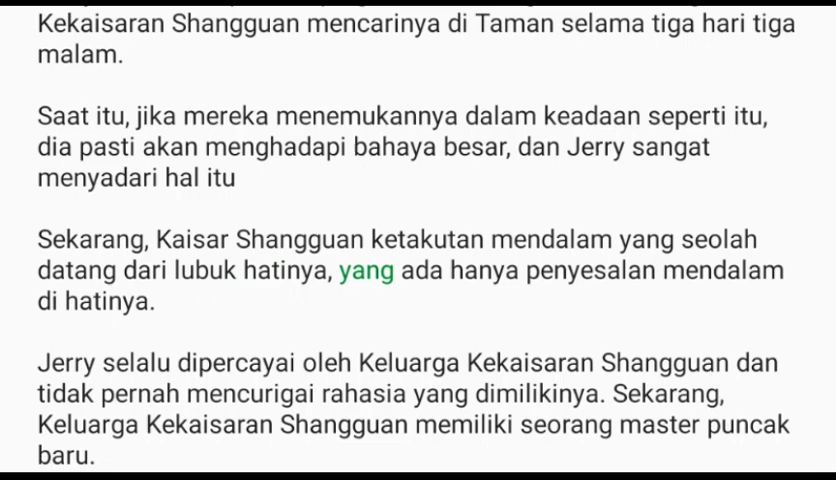 Kekaisaran Shangguan mencarinya di Taman selama tiga hari tiga
malam.
Saat itu, jika mereka menemukannya dalam keadaan seperti itu,
dia pasti akan menghadapi bahaya besar, dan Jerry sangat
menyadari hal itu
Sekarang, Kaisar Shangguan ketakutan mendalam yang seolah
datang dari lubuk hatinya, yang ada hanya penyesalan mendalam
di hatinya.
Jerry selalu dipercayai oleh Keluarga Kekaisaran Shangguan dan
tidak pernah mencurigai rahasia yang dimilikinya. Sekarang,
Keluarga Kekaisaran Shangguan memiliki seorang master puncak
baru.